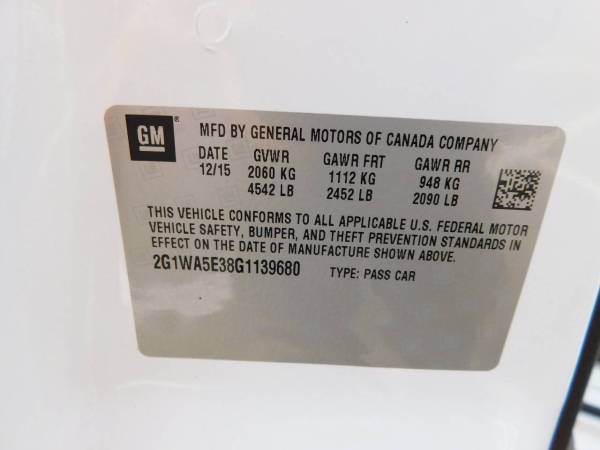 GM ®
MFD BY GENERAL MOTORS OF CANADA COMPANY
DATE GVWR GAWR FRT GAWR RR
12/15 2060 KG 1112 KG 948 KG
4542 LB 2452 LB 2090 LB
THIS VEHICLE CONFORMS TO ALL APPLICABLE U.S. FEDERAL MOTOR
VEHICLE SAFETY, BUMPER, AND THEFT PREVENTION STANDARDS IN
EFFECT ON THE DATE OF MANUFACTURE SHOWN ABOVE.
2G1WA5E38G1139680 TYPE: PASS CAR